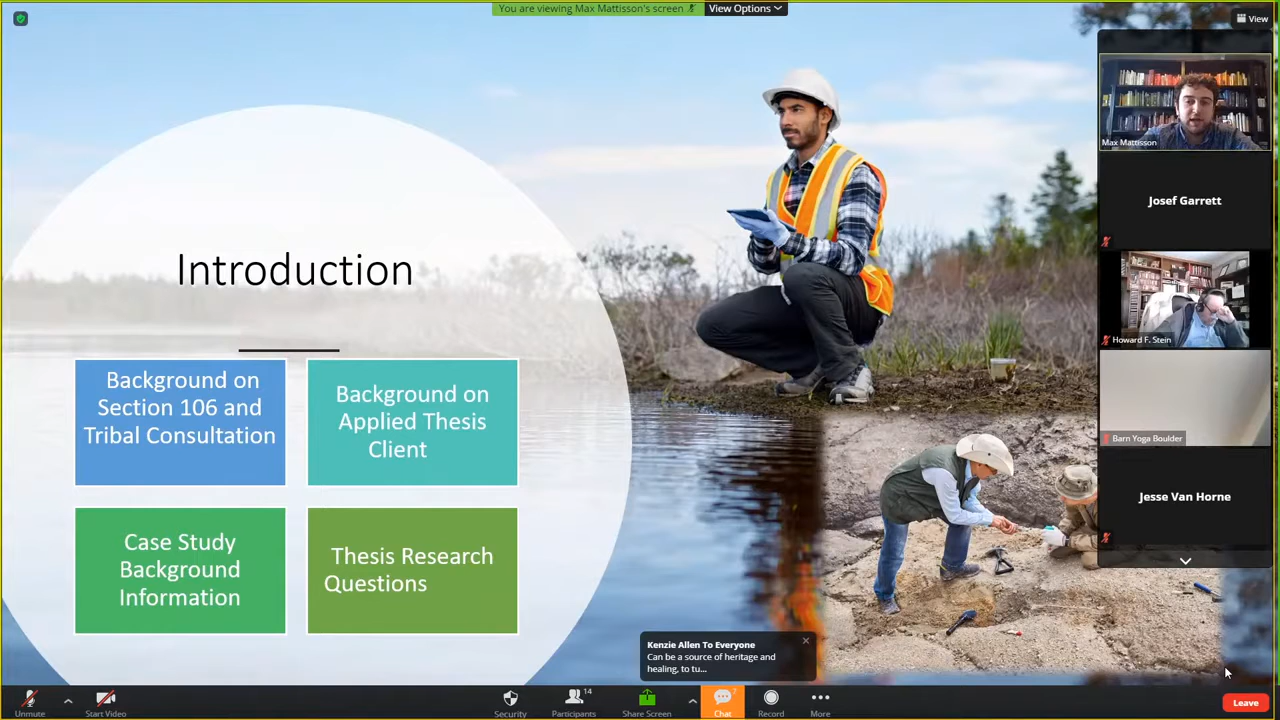 You are viewing Max Mattisson's screen
View Options
View
Introduction
Background on
Section 106 and
Tribal Consultation
Background on
Applied Thesis
Client
Case Study
Background
Information
Thesis Research
Questions
Max Mattisson
Josef Garrett
Howard F. Stein
Barn Yoga Boulder
Jesse Van Horne
Kenzie Allen To Everyone
Can be a source of heritage and
healing, to tu...
Unmute
Start Video
Security
Participants
14
Share Screen
Chat
7
Record
More
Leave